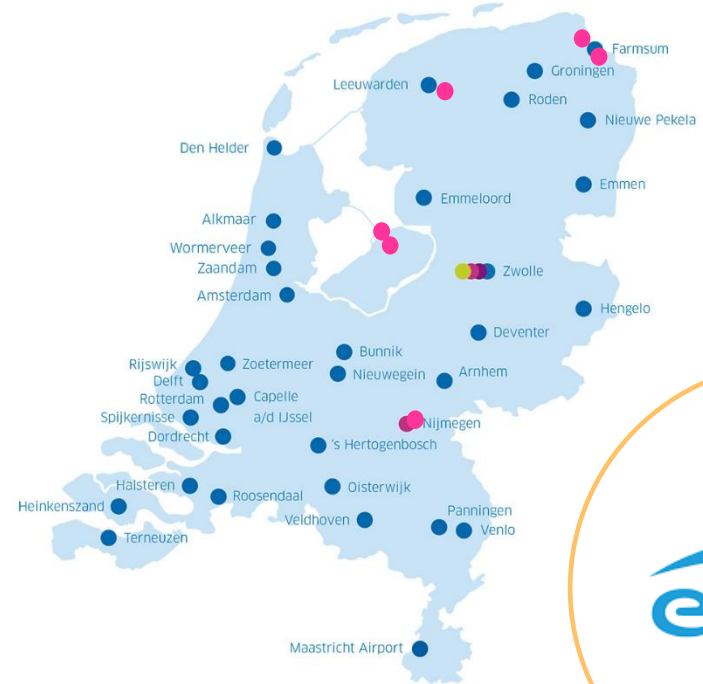 Farmsum
Groningen
Leeuwarden
Roden
Nieuwe Pekela
Den Helder
Emmen
Emmeloord
Alkmaar
Wormerveer
Zaandam
Zwolle
Amsterdam
Hengelo
Deventer
Bunnik
Rijswijk
Zoetermeer
Arnhem
Nieuwegein
Delft
Rotterdam
Capelle
a/d IJssel
Spijkernisse
Nijmegen
Dordrecht
's Hertogenbosch
Halsteren
Oisterwijk
Roosendaal
Heinkenszand
Panningen
Veldhoven
Venlo
Terneuzen
Maastricht Airport
e